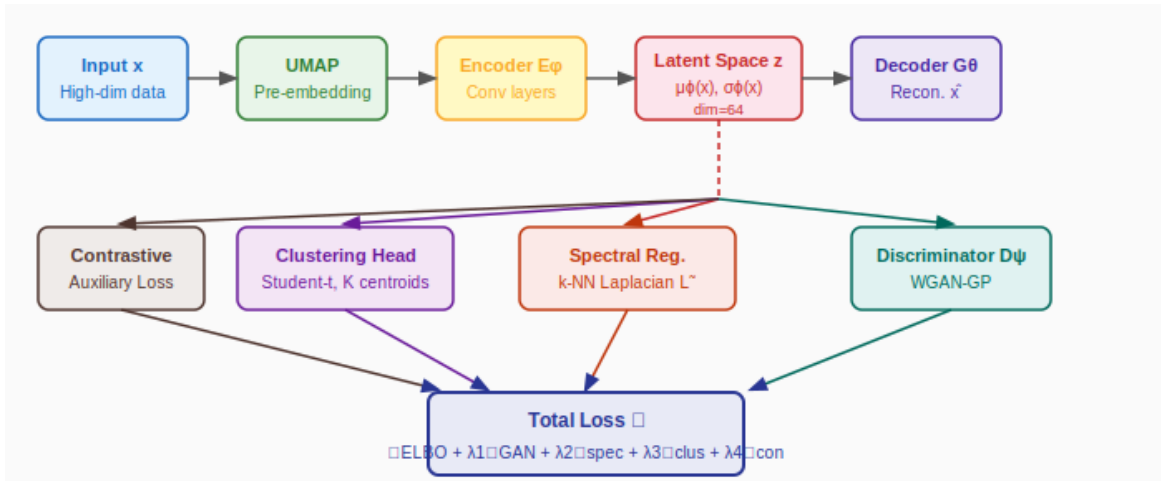 Input x
High-dim data
UMAP
Pre-embedding
Encoder Eφ
Conv layers
Latent Space z
μϕ(x), σϕ(x)
dim=64
Decoder Gθ
Recon. x̂
Contrastive
Auxiliary Loss
Clustering Head
Student-t, K centroids
Spectral Reg.
k-NN Laplacian L˜
Discriminator Dψ
WGAN-GP
Total Loss □
□ELBO + λ1□GAN + λ2□spec + λ3□clus + λ4□con